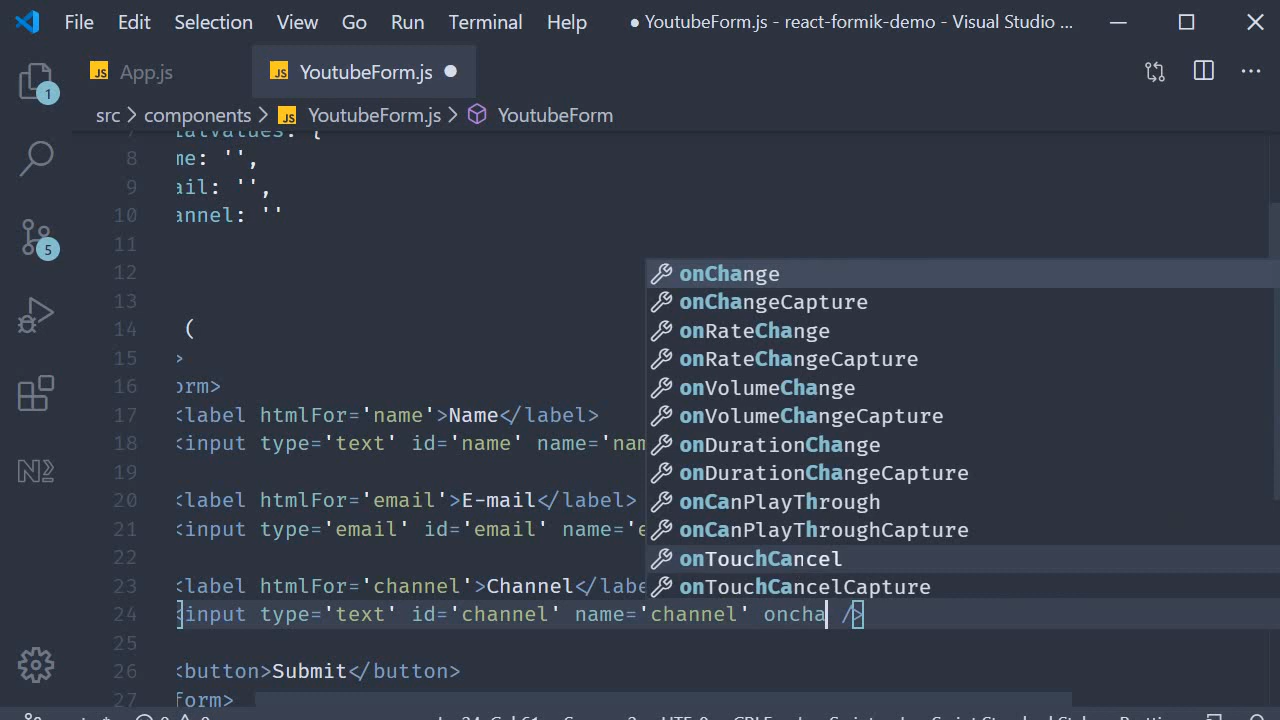 File Edit Selection View Go Run Terminal Help ● YoutubeForm.js - react-formik-demo - Visual Studio ...
JS App.js JS YoutubeForm.js ●
src > components > JS YoutubeForm.js > YoutubeForm
1
5
8 me: '',
9 ail: '',
10 annel: ''
11
12
13
14 (
15 >
16 orm>
17 <label htmlFor='name'>Name</label>
18 <input type='text' id='name' name='nam
19
20 <label htmlFor='email'>E-mail</label>
21 <input type='email' id='email' name='e
22
23 <label htmlFor='channel'>Channel</labe
24 <input type='text' id='channel' name='channel' oncha />
25
26 <button>Submit</button>
27 form>
onChange
onChangeCapture
onRateChange
onRateChangeCapture
onVolumeChange
onVolumeChangeCapture
onDurationChange
onDurationChangeCapture
onCanPlayThrough
onCanPlayThroughCapture
onTouchCancel
onTouchCancelCapture